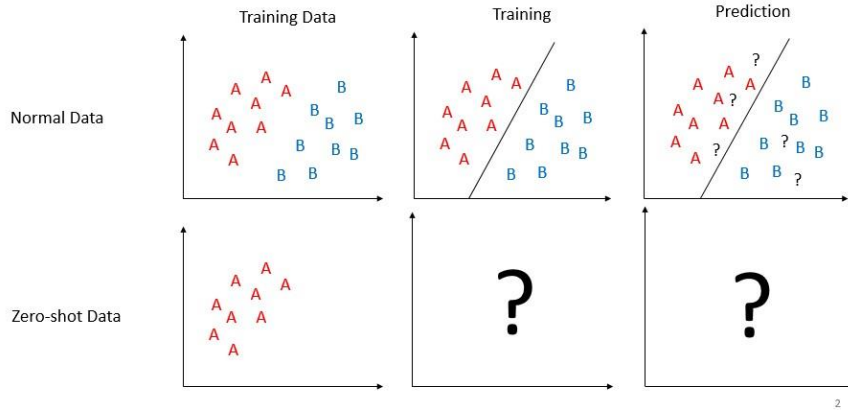 Training Data
Training
Prediction
Normal Data
A
A A B
A B
A B B
A A
A B B B
A
B B
A
A A B
A B
A B B
A A
A B B B
A
B B
?
A
A A B
A ? B
A B B
A A
A ? B ? B B
A
B B ?
Zero-shot Data
A
A A
A
A
A A
A
A
?
?
2